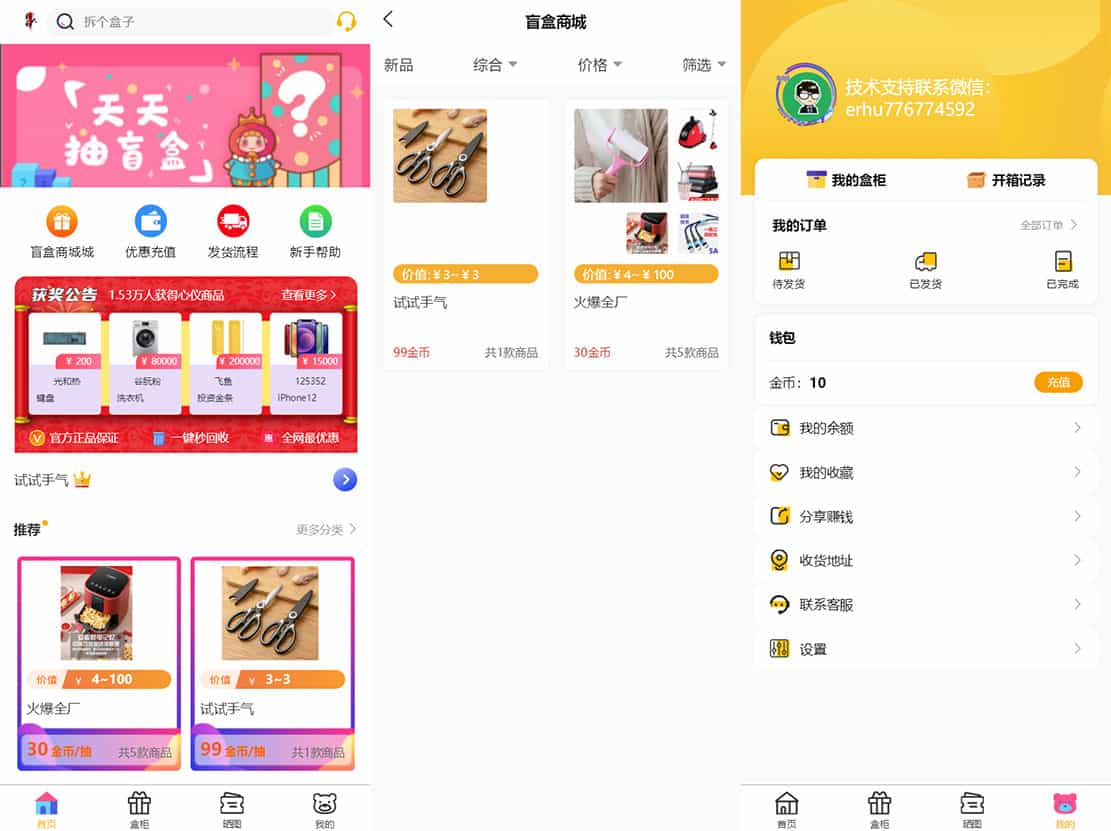 拆个盒子
天天
抽盲盒
盲盒商城城
优惠充值
发货流程
新手帮助
获奖公告 1.53万人获得心仪商品 查看更多
¥ 200
¥ 80000
¥ 200000
¥ 15000
光和热
键盘
谷阮粉
洗衣机
飞鱼
投资金条
125352
iPhone12
官方正品保证
一键秒回收
惠 全网最优惠
试试手气
推荐
更多分类
价值 ¥ 4~100
火爆全厂
30 金币/抽 共5款商品
价值 ¥ 3~3
试试手气
99 金币/抽 共1款商品
首页
盒柜
晒图
我的
盲盒商城
新品
综合
价格
筛选
价值:¥3~¥3
试试手气
99金币 共1款商品
5A
价值:¥4~¥100
火爆全厂
30金币 共5款商品
技术支持联系微信:
erhu776774592
我的盒柜
开箱记录
我的订单
全部订单
待发货
已发货
已完成
钱包
金币: 10
充值
我的余额
我的收藏
分享赚钱
收货地址
联系客服
设置
首页
盒柜
晒图
我的